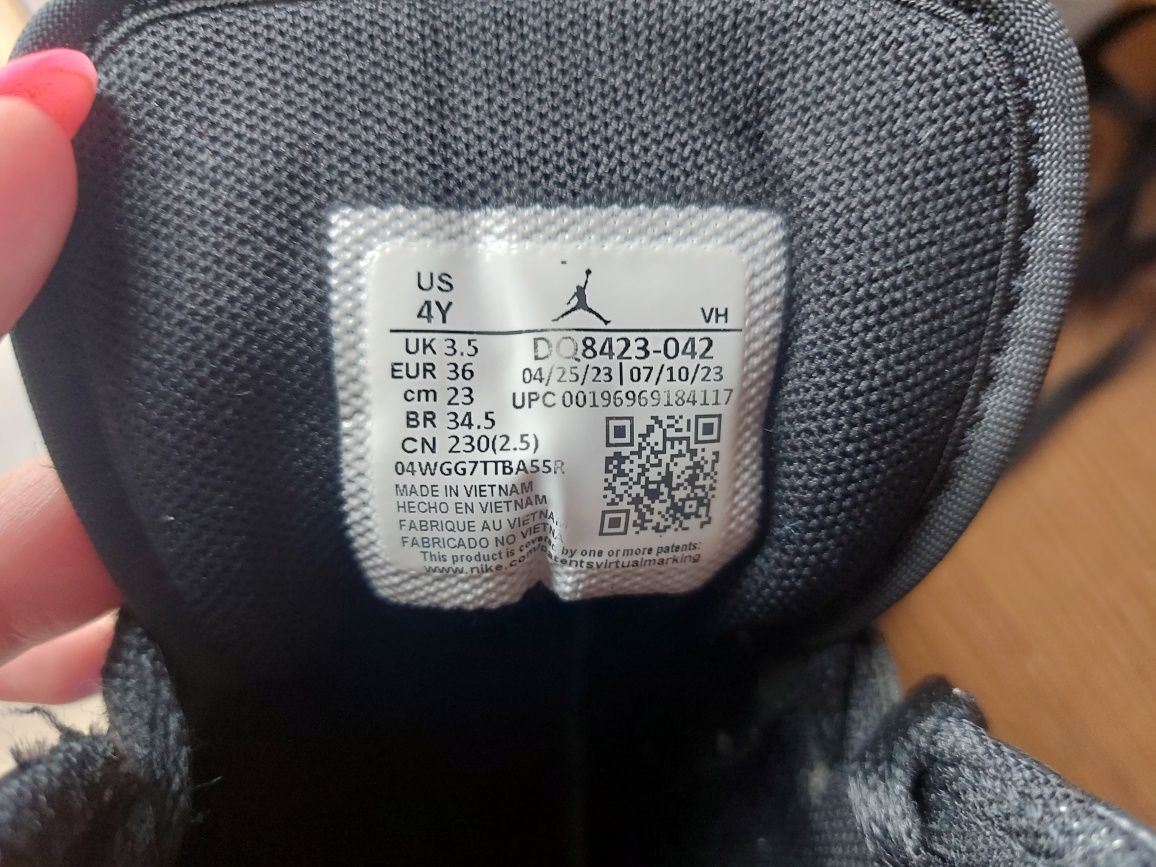 US
4Y
VH
UK 3.5
EUR 36
cm 23
BR 34.5
CN 230(2.5)
DQ8423-042
04/25/23|07/10/23
UPC 00196969184117
04WGG7TTBA55R
MADE IN VIETNAM
HECHO EN VIETNAM
FABRIQUE AU VIETNA
FABRICADO NO VIETNA
This product is cover by one or more patents:
www.nike.com/patentsvirtualmarking